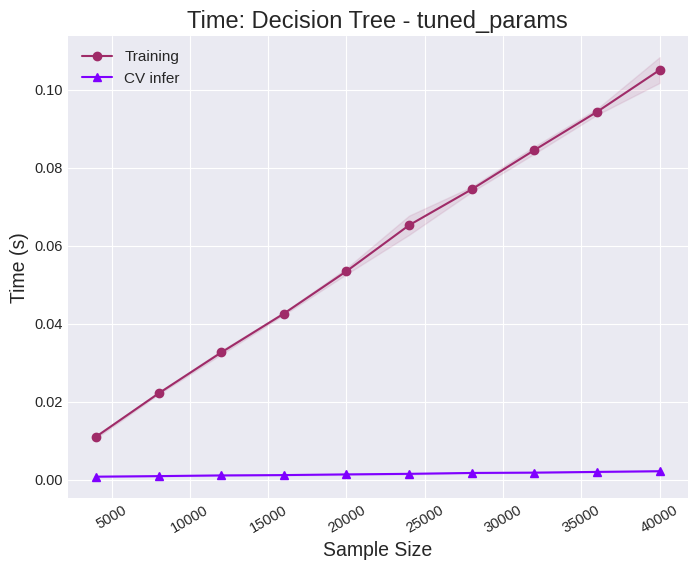 Time: Decision Tree - tuned_params
Training
CV infer
0.10
0.08
0.06
0.04
0.02
0.00
Time (s)
5000
10000
15000
20000
25000
30000
35000
40000
Sample Size